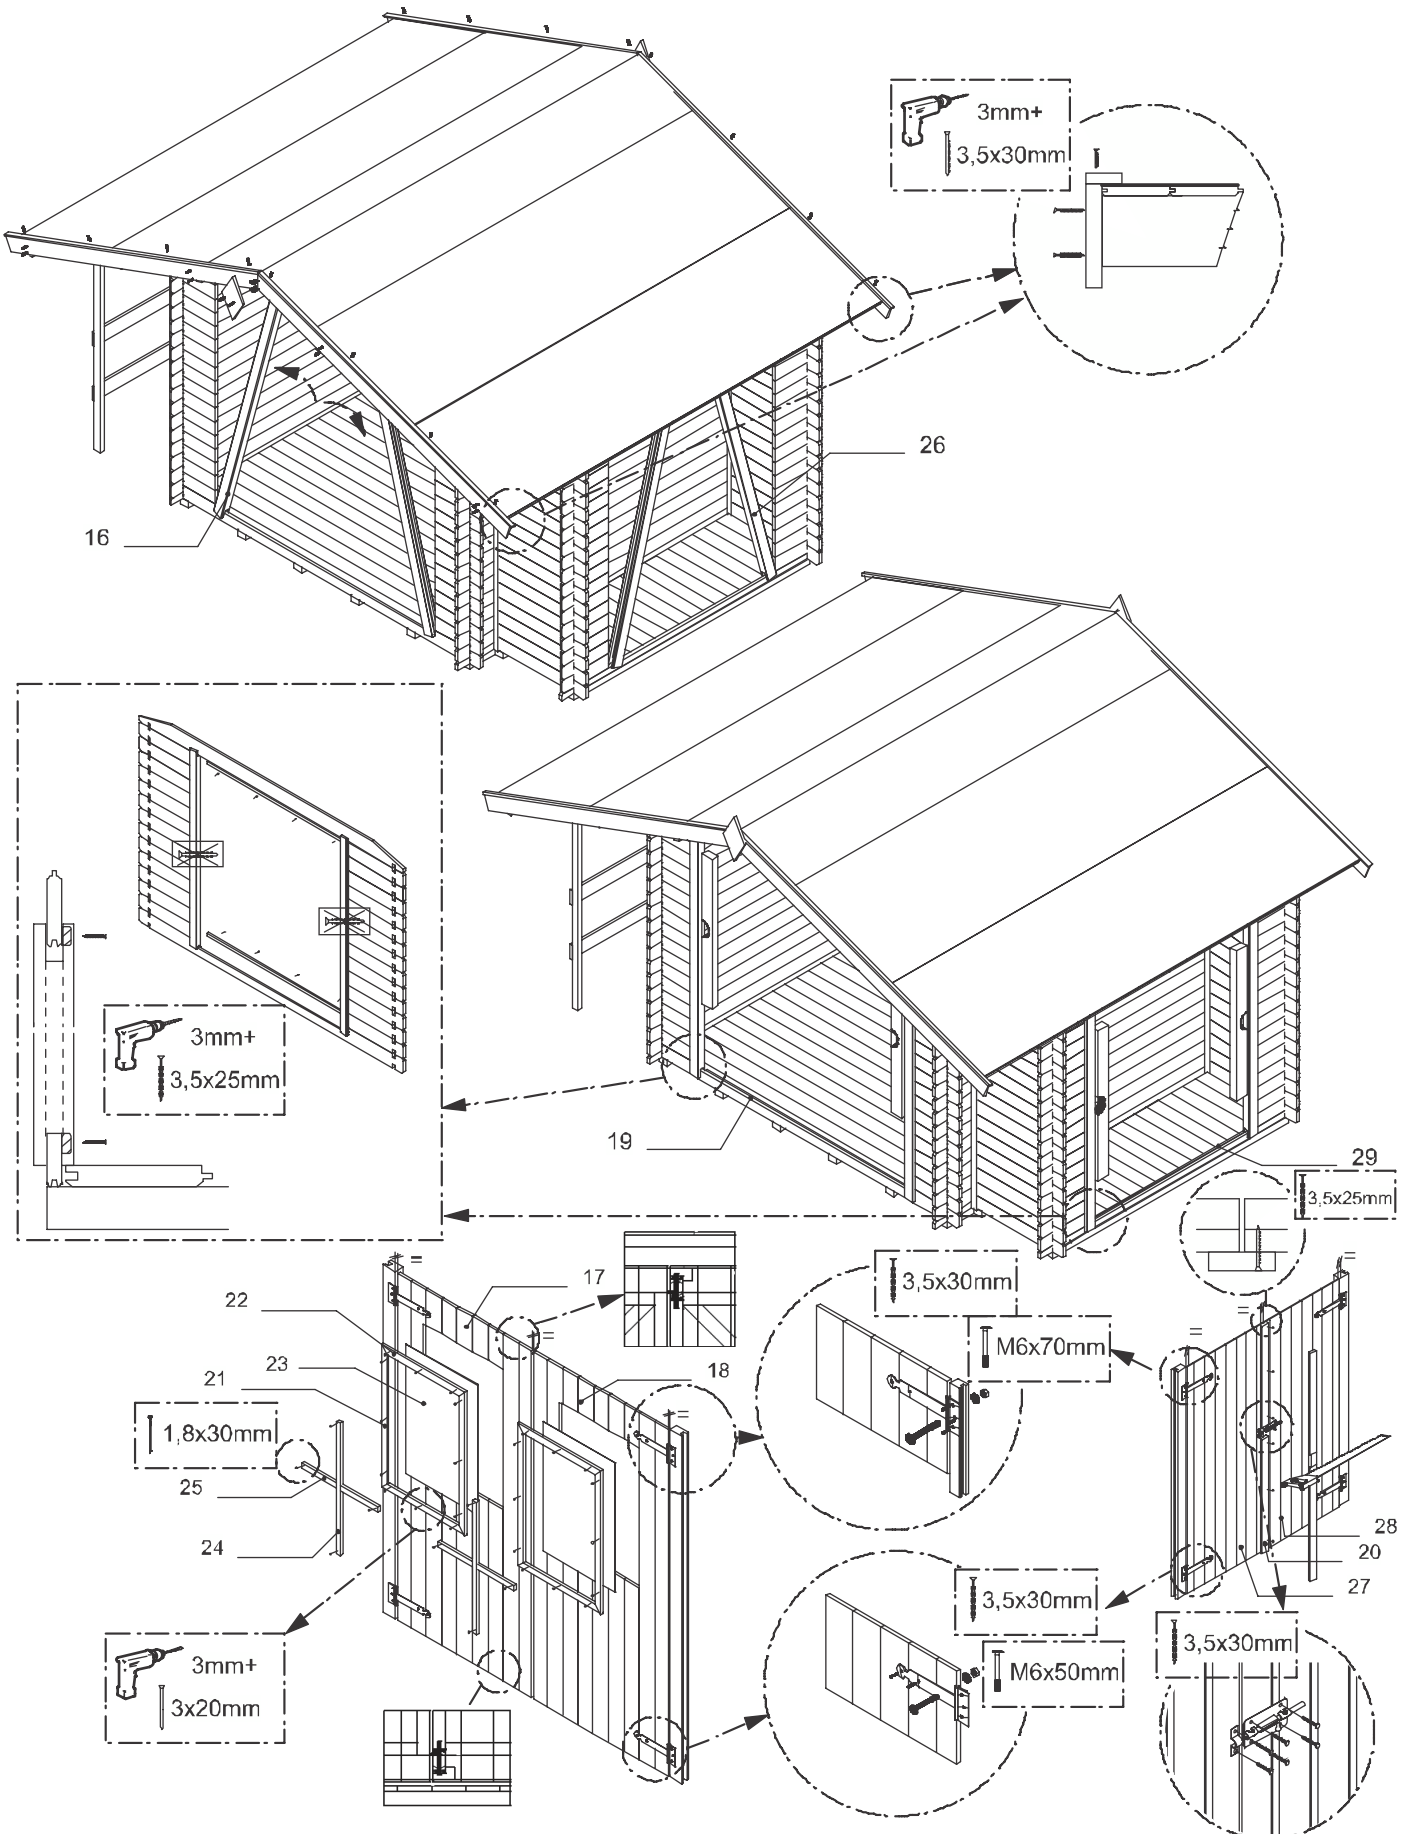 3mm+
3,5x30mm
26
16
3mm+
3,5x25mm
19
29
3,5x25mm
=
17
3,5x30mm
=
22
=
=
M6x70mm
=
23
18
21
=
1,8x30mm
25
24
28
20
3,5x30mm
27
3mm+
3x20mm
M6x50mm
3,5x30mm